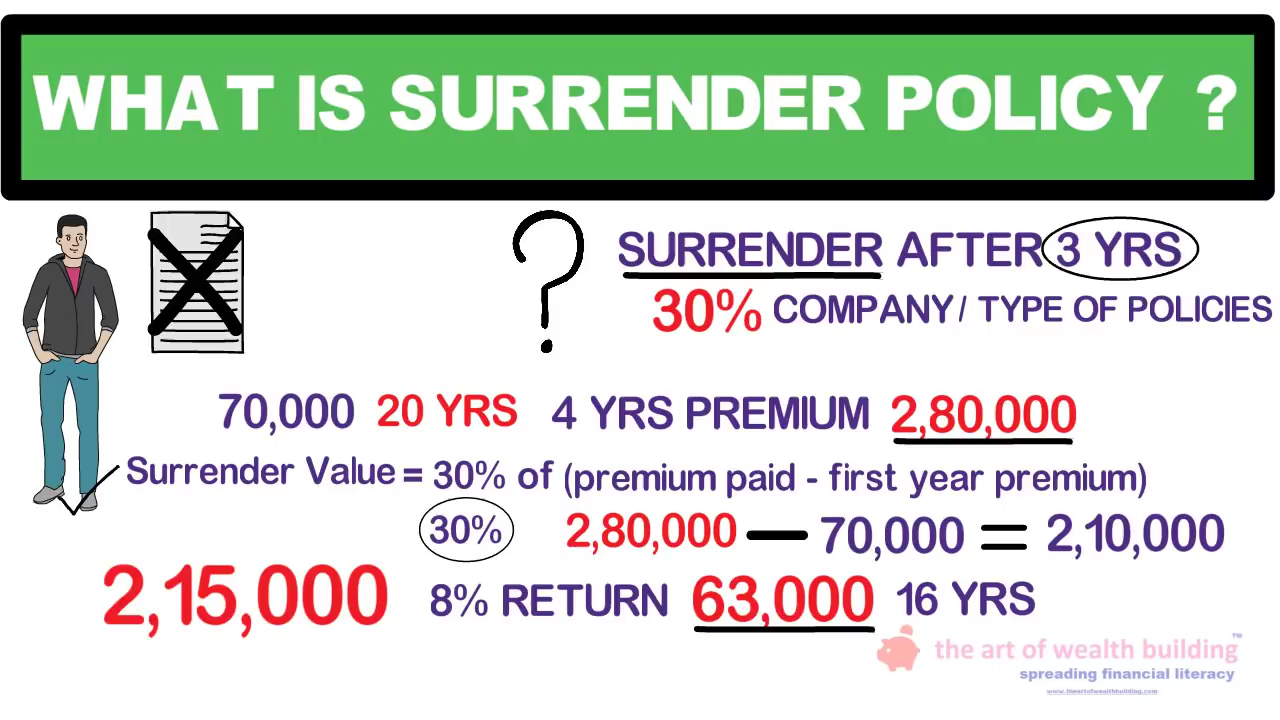 WHAT IS SURRENDER POLICY ?
SURRENDER AFTER 3 YRS
30% COMPANY / TYPE OF POLICIES
70,000 20 YRS 4 YRS PREMIUM 2,80,000
Surrender Value = 30% of (premium paid - first year premium)
30% 2,80,000 — 70,000 = 2,10,000
2,15,000 8% RETURN 63,000 16 YRS
the art of wealth building™
spreading financial literacy
www.theartofwealthbuilding.com